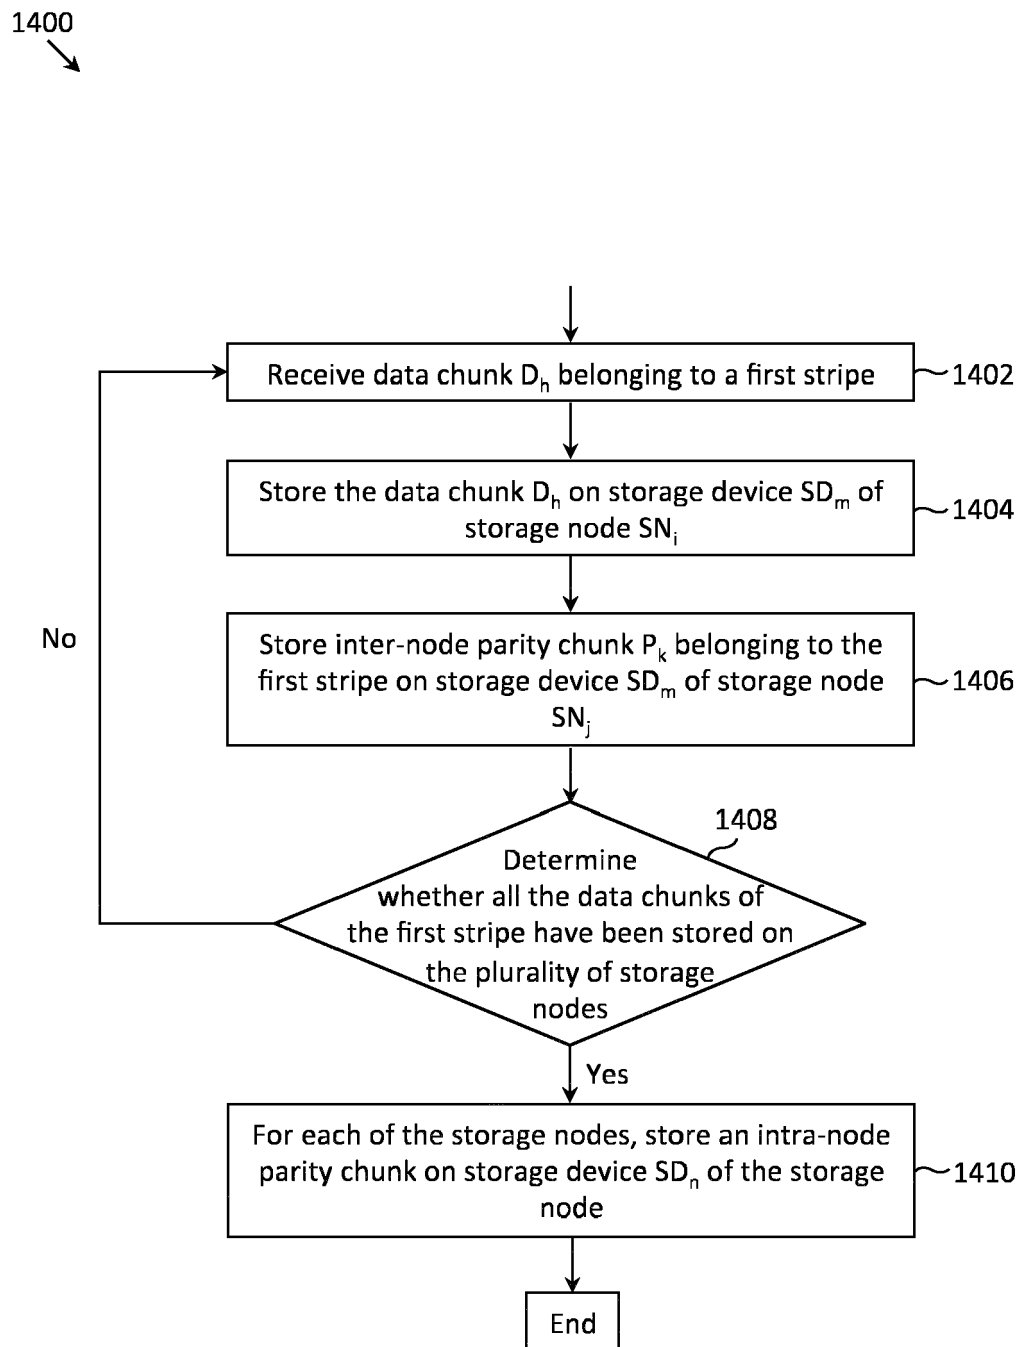 1400
Receive data chunk Dₕ belonging to a first stripe
1402
Store the data chunk Dₕ on storage device SDₘ of
storage node SNᵢ
1404
No
Store inter-node parity chunk Pₖ belonging to the
first stripe on storage device SDₘ of storage node
SNⱼ
1406
1408
Determine
whether all the data chunks of
the first stripe have been stored on
the plurality of storage
nodes
Yes
For each of the storage nodes, store an intra-node
parity chunk on storage device SDₙ of the storage
node
1410
End